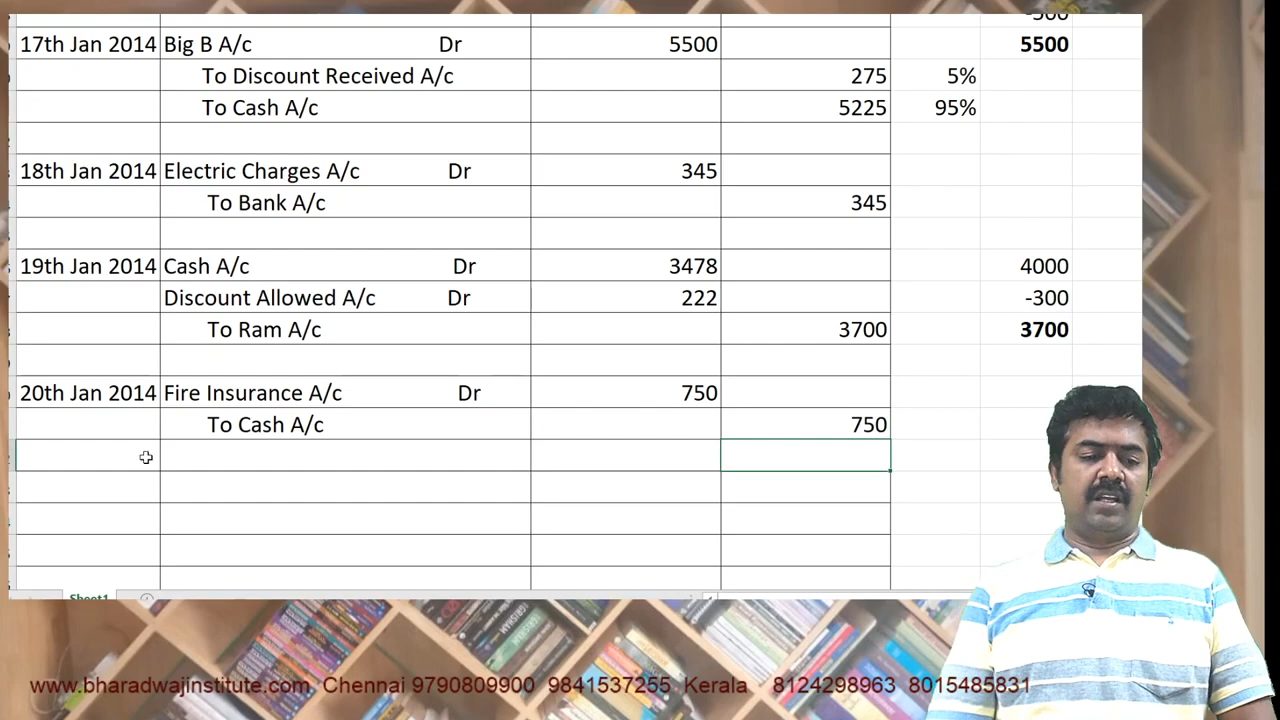 -300
17th Jan 2014 Big B A/c Dr 5500 5500
To Discount Received A/c 275 5%
To Cash A/c 5225 95%
18th Jan 2014 Electric Charges A/c Dr 345
To Bank A/c 345
19th Jan 2014 Cash A/c Dr 3478 4000
Discount Allowed A/c Dr 222 -300
To Ram A/c 3700 3700
20th Jan 2014 Fire Insurance A/c Dr 750
To Cash A/c 750
Sheet1
GRISHAM
www.bharadwajinstitute.com Chennai 9790809900 9841537255 Kerala 8124298963 8015485831